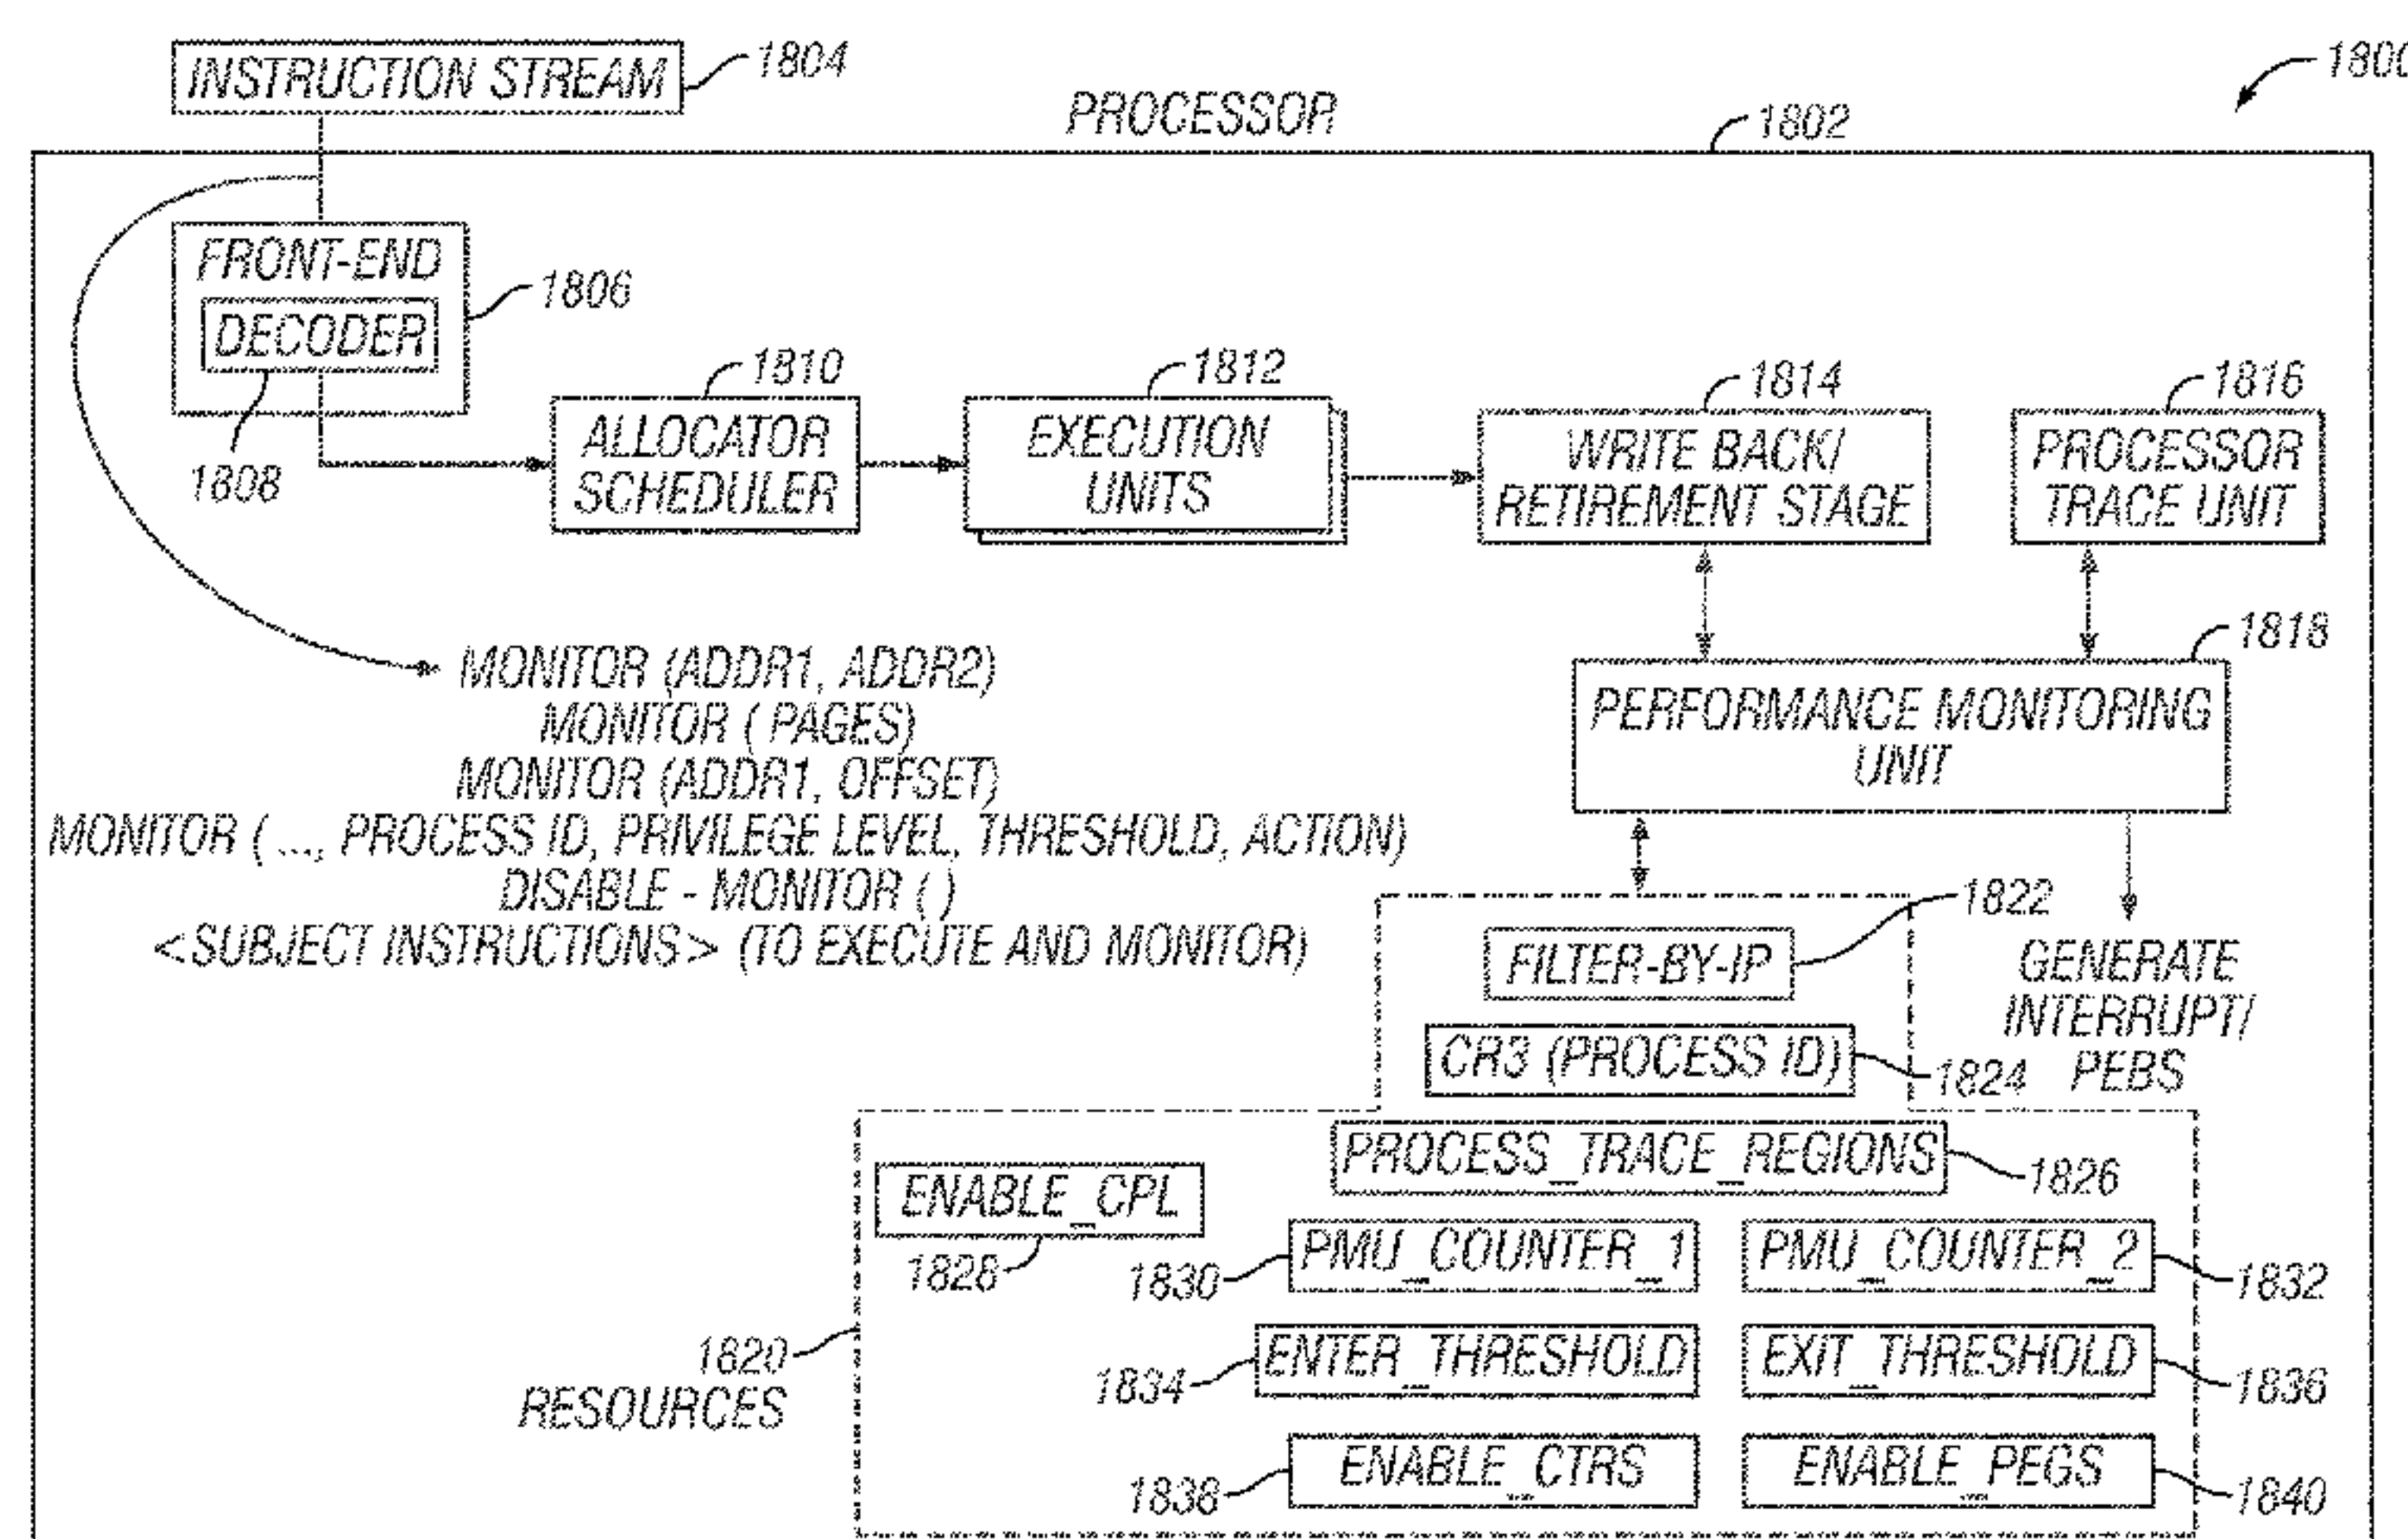 INSTRUCTION STREAM
1804
PROCESSOR
1802
1800
FRONT-END
DECODER
1806
1808
1810
ALLOCATOR
SCHEDULER
1812
EXECUTION
UNITS
1814
WRITE BACK/
RETIREMENT STAGE
1816
PROCESSOR
TRACE UNIT
1818
PERFORMANCE MONITORING
UNIT
MONITOR (ADDR1, ADDR2)
MONITOR ( PAGES)
MONITOR (ADDR1, OFFSET)
MONITOR ( ..., PROCESS ID, PRIVILEGE LEVEL, THRESHOLD, ACTION)
DISABLE - MONITOR ( )
<SUBJECT INSTRUCTIONS> (TO EXECUTE AND MONITOR)
1822
FILTER-BY-IP
GENERATE
INTERRUPT/
PEBS
CR3 (PROCESS ID)
1824
PROCESS_TRACE_REGIONS
1826
ENABLE_CPL
1828
1830
PMU_COUNTER_1
PMU_COUNTER_2
1832
1820
RESOURCES
1834
ENTER_THRESHOLD
EXIT_THRESHOLD
1836
1838
ENABLE_CTRS
ENABLE_PEGS
1840